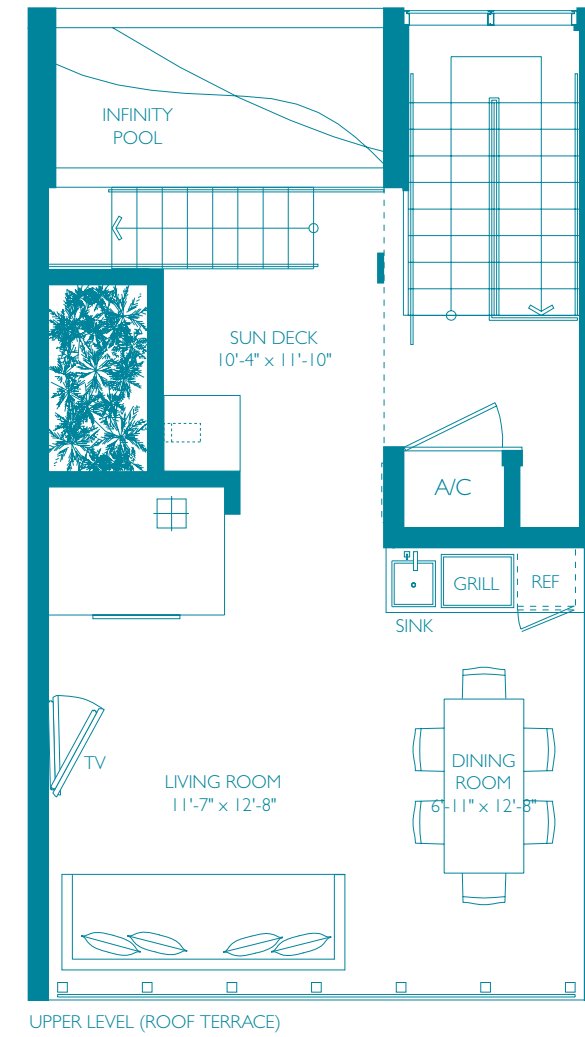 INFINITY
POOL
SUN DECK
10'-4" x 11'-10"
A/C
GRILL
REF
SINK
TV
LIVING ROOM
11'-7" x 12'-8"
DINING
ROOM
6'-11" x 12'-8"
UPPER LEVEL (ROOF TERRACE)